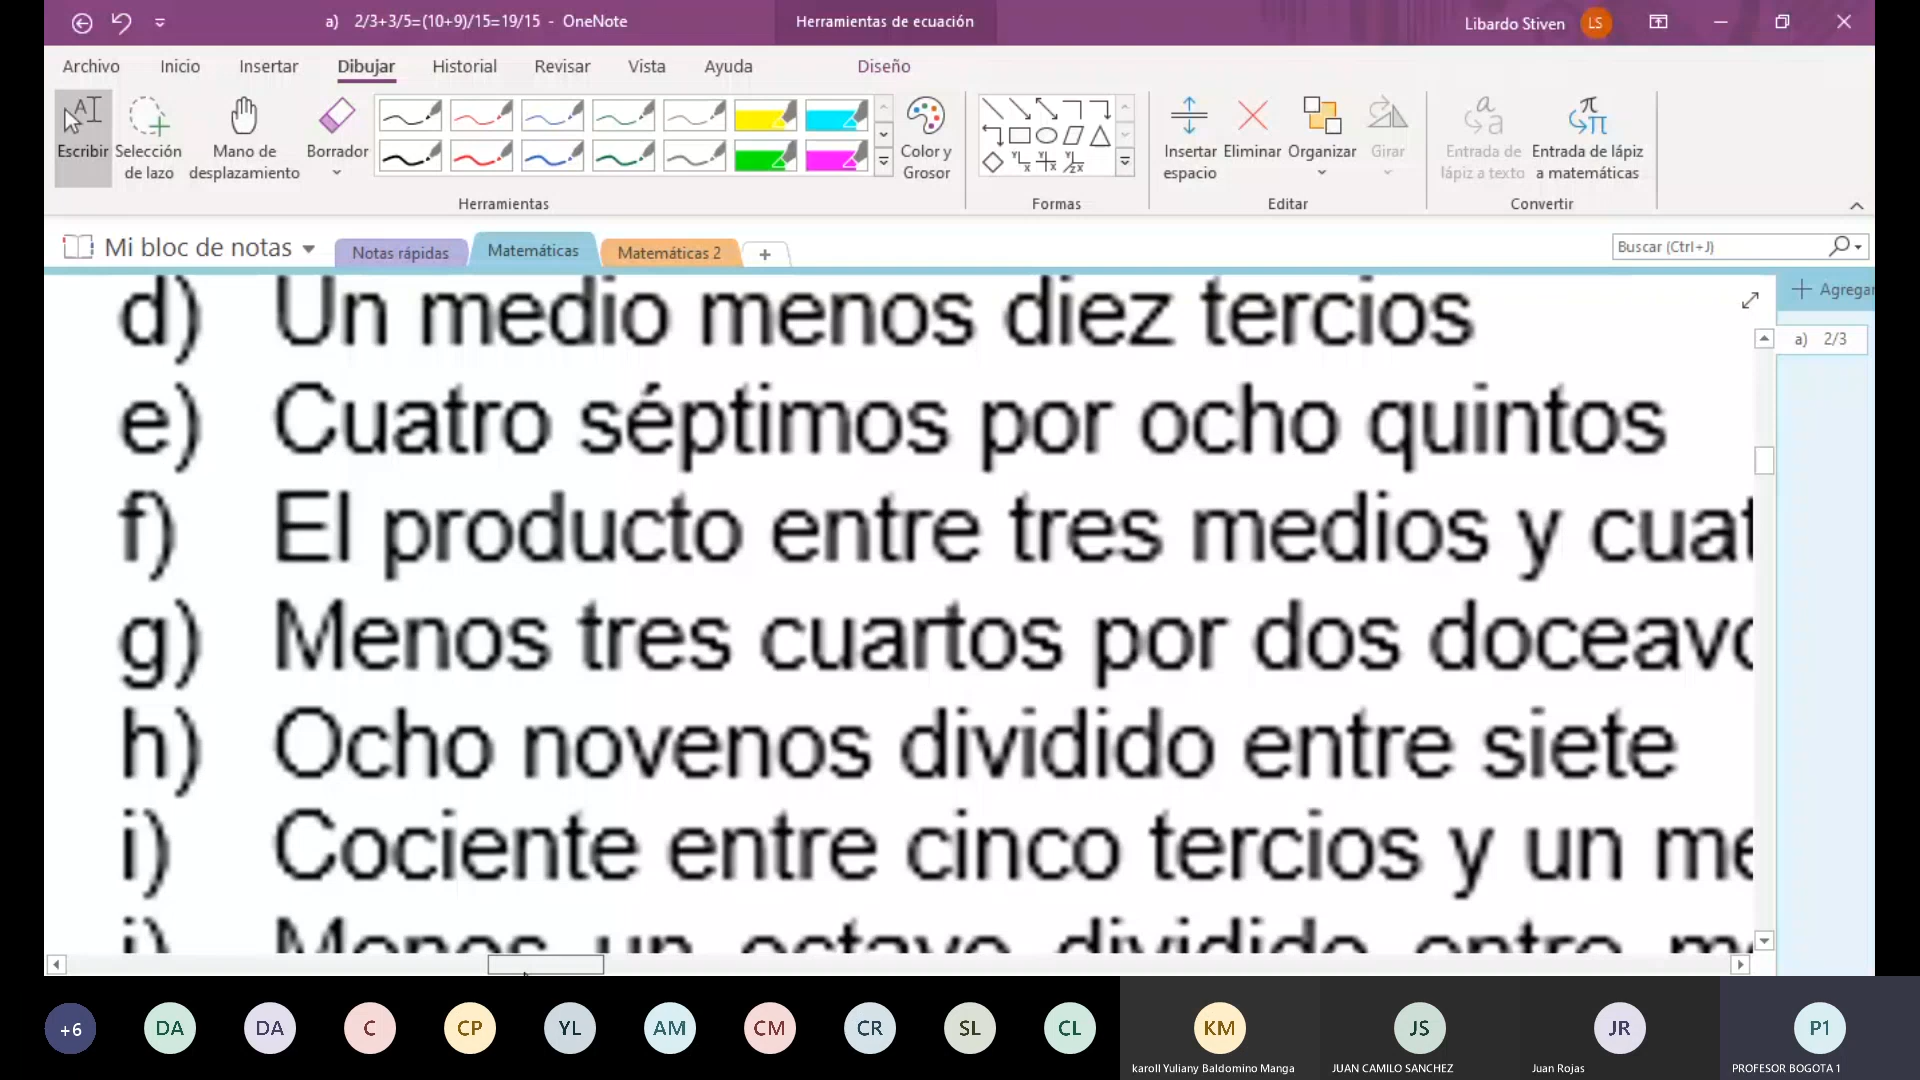 a) 2/3+3/5=(10+9)/15=19/15 - OneNote
Herramientas de ecuación
Libardo Stiven LS
Archivo Inicio Insertar Dibujar Historial Revisar Vista Ayuda Diseño
Escribir
Selección de lazo
Mano de desplazamiento
Borrador
Color y Grosor
Insertar espacio
Eliminar
Organizar
Girar
Entrada de lápiz a texto
Entrada de lápiz a matemáticas
Herramientas Formas Editar Convertir
Mi bloc de notas
Notas rápidas Matemáticas Matemáticas 2 +
Buscar (Ctrl+J)
Agregar
a) 2/3
d) Un medio menos diez tercios
e) Cuatro séptimos por ocho quintos
f) El producto entre tres medios y cuat
g) Menos tres cuartos por dos doceavo
h) Ocho novenos dividido entre siete
i) Cociente entre cinco tercios y un me
j) Menos un octavo dividido entre m
+6 DA DA C CP YL AM CM CR SL CL KM JS JR P1
karoll Yuliany Baldomino Manga JUAN CAMILO SANCHEZ Juan Rojas PROFESOR BOGOTA 1